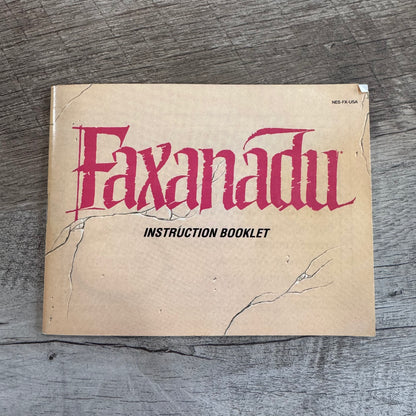 NES-FX-USA
Faxanadu
INSTRUCTION BOOKLET